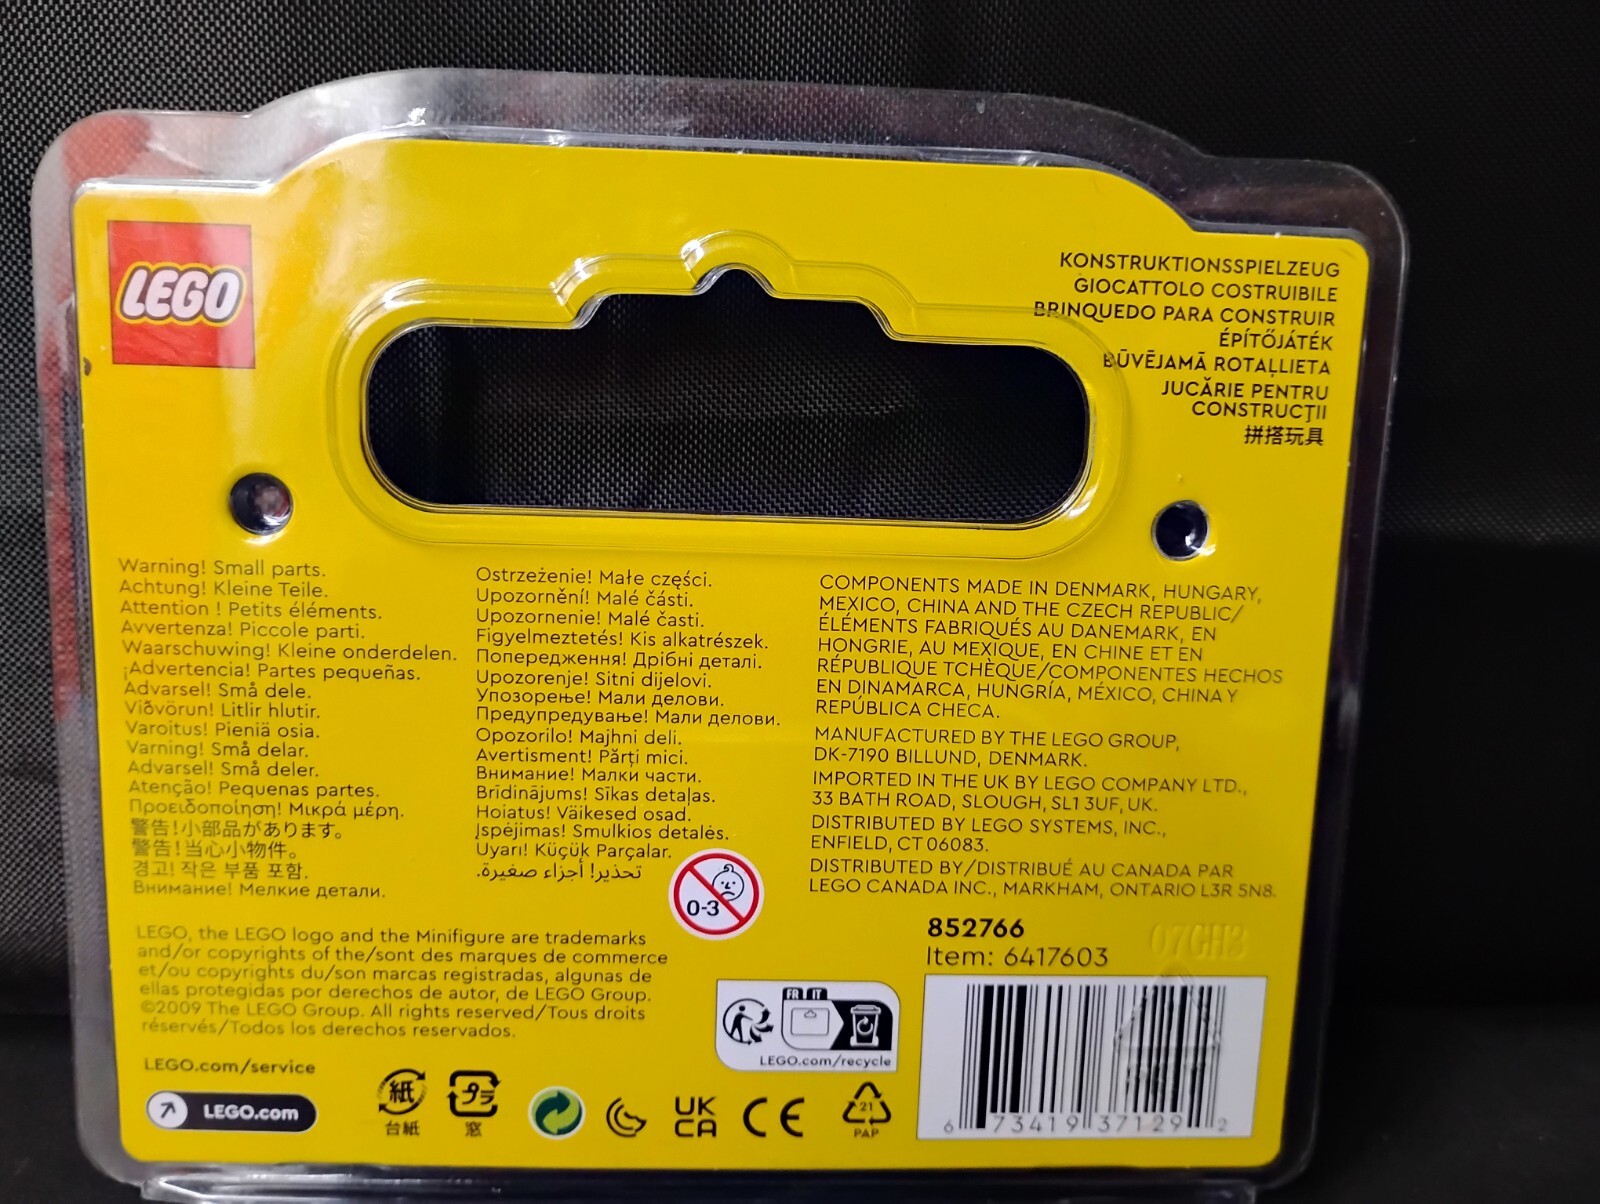 LEGO
KONSTRUKTIONSSPIELZEUG
GIOCATTOLO COSTRUIBILE
BRINQUEDO PARA CONSTRUIR
ÉPÍTŐJÁTÉK
BŪVĒJAMĀ ROTAĻLIETA
JUCĂRIE PENTRU
CONSTRUCŢII
拼搭玩具
Warning! Small parts.
Achtung! Kleine Teile.
Attention ! Petits éléments.
Avvertenza! Piccole parti.
Waarschuwing! Kleine onderdelen.
¡Advertencia! Partes pequeñas.
Advarsel! Små dele.
Viðvörun! Litlir hlutir.
Varoitus! Pieniä osia.
Varning! Små delar.
Advarsel! Små deler.
Atenção! Pequenas partes.
Προειδοποίηση! Μικρά μέρη.
警告!小部品があります。
警告!当心小物件。
경고! 작은 부품 포함.
Внимание! Мелкие детали.
Ostrzeżenie! Małe części.
Upozornění! Malé části.
Upozornenie! Malé časti.
Figyelmeztetés! Kis alkatrészek.
Попередження! Дрібні деталі.
Upozorenje! Sitni dijelovi.
Упозорење! Мали делови.
Предупредување! Мали делови.
Opozorilo! Majhni deli.
Avertisment! Părți mici.
Внимание! Малки части.
Brīdinājums! Sīkas detaļas.
Hoiatus! Väikesed osad.
Įspėjimas! Smulkios detalės.
Uyarı! Küçük Parçalar.
تحذير! أجزاء صغيرة.
0-3
COMPONENTS MADE IN DENMARK, HUNGARY,
MEXICO, CHINA AND THE CZECH REPUBLIC/
ÉLÉMENTS FABRIQUÉS AU DANEMARK, EN
HONGRIE, AU MEXIQUE, EN CHINE ET EN
RÉPUBLIQUE TCHÈQUE/COMPONENTES HECHOS
EN DINAMARCA, HUNGRÍA, MÉXICO, CHINA Y
REPÚBLICA CHECA.
MANUFACTURED BY THE LEGO GROUP,
DK-7190 BILLUND, DENMARK.
IMPORTED IN THE UK BY LEGO COMPANY LTD.,
33 BATH ROAD, SLOUGH, SL1 3UF, UK.
DISTRIBUTED BY LEGO SYSTEMS, INC.,
ENFIELD, CT 06083.
DISTRIBUTED BY/DISTRIBUÉ AU CANADA PAR
LEGO CANADA INC., MARKHAM, ONTARIO L3R 5N8.
852766
Item: 6417603
07GH3
LEGO, the LEGO logo and the Minifigure are trademarks
and/or copyrights of the/sont des marques de commerce
et/ou copyrights du/son marcas registradas, algunas de
ellas protegidas por derechos de autor, de LEGO Group.
©2009 The LEGO Group. All rights reserved/Tous droits
réservés/Todos los derechos reservados.
LEGO.com/service
LEGO.com
紙
台紙
プラ
窓
UK
CA
CE
21
PAP
FR IT
LEGO.com/recycle
6 73419 37129 2